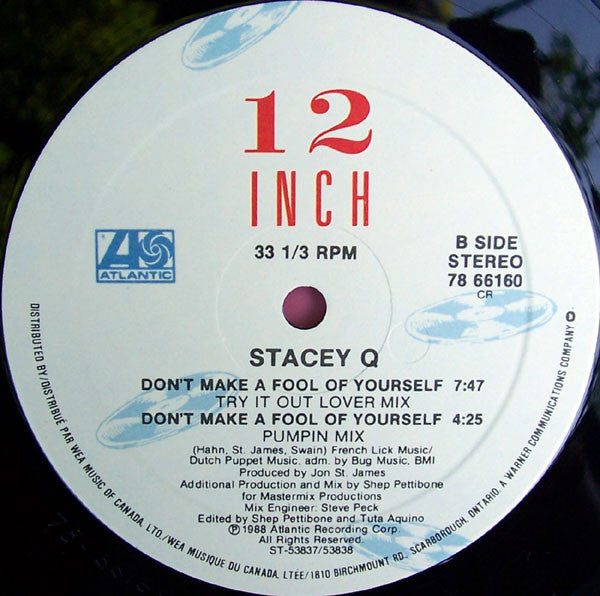 12
INCH
33 1/3 RPM
ATLANTIC
B SIDE
STEREO
78 66160
CR
STACEY Q
DON'T MAKE A FOOL OF YOURSELF 7:47
TRY IT OUT LOVER MIX
DON'T MAKE A FOOL OF YOURSELF 4:25
PUMPIN MIX
(Hahn, St. James, Swain) French Lick Music/
Dutch Puppet Music, adm. by Bug Music, BMI
Produced by Jon St. James
Additional Production and Mix by Shep Pettibone
for Mastermix Productions
Mix Engineer: Steve Peck
Edited by Shep Pettibone and Tuta Aquino
℗1988 Atlantic Recording Corp.
All Rights Reserved.
ST-53837/53838
DISTRIBUTED BY/DISTRIBUÉ PAR WEA MUSIC OF CANADA, LTD./WEA MUSIQUE DU CANADA, LTÉE/1810 BIRCHMOUNT RD., SCARBOROUGH, ONTARIO, A WARNER COMMUNICATIONS COMPANY